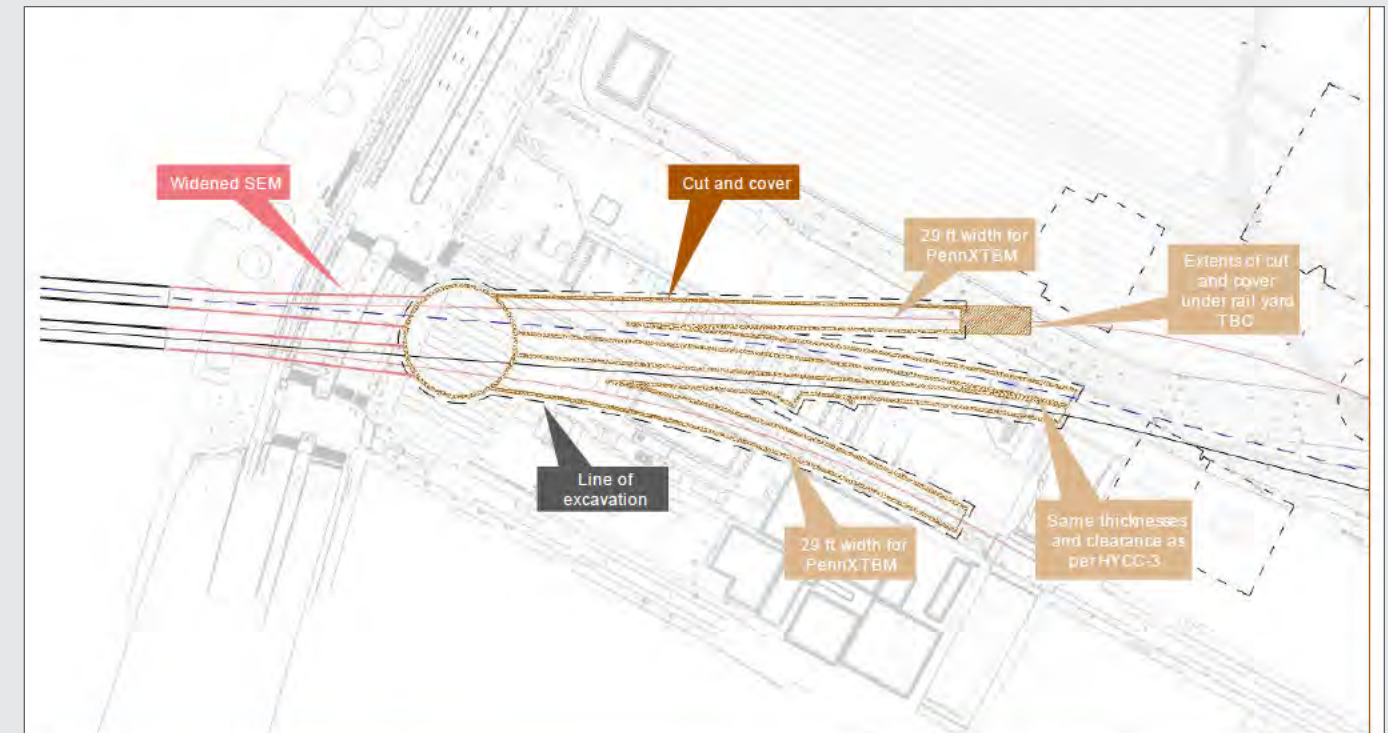 Widened SEM
Cut and cover
29 ft width for
PennXTBM
Extents of cut
and cover
under rail yard
TBC
Line of
excavation
29 ft width for
PennXTBM
Same thicknesses
and clearance as
per HYCC-3